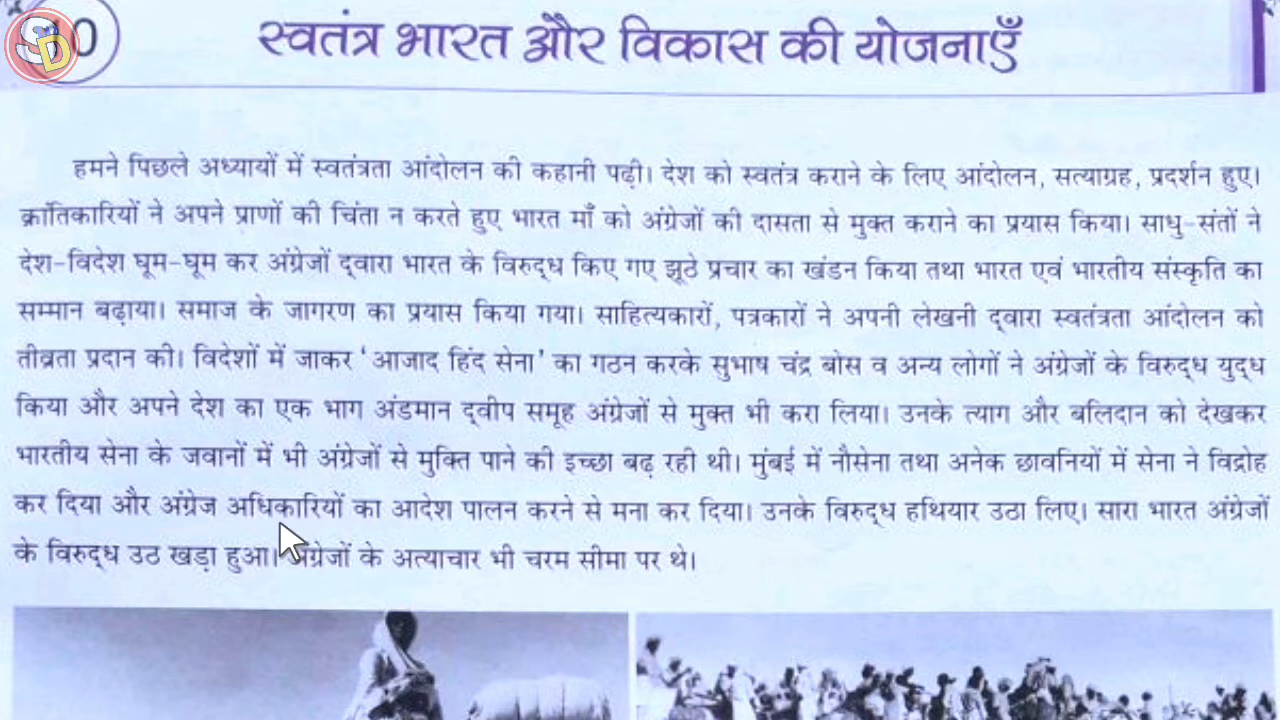 स्वतंत्र भारत और विकास की योजनाएँ
हमने पिछले अध्यायों में स्वतंत्रता आंदोलन की कहानी पढ़ी। देश को स्वतंत्र कराने के लिए आंदोलन, सत्याग्रह, प्रदर्शन हुए।
क्रांतिकारियों ने अपने प्राणों की चिंता न करते हुए भारत माँ को अंग्रेजों की दासता से मुक्त कराने का प्रयास किया। साधु-संतों ने
देश-विदेश घूम-घूम कर अंग्रेजों द्वारा भारत के विरुद्ध किए गए झूठे प्रचार का खंडन किया तथा भारत एवं भारतीय संस्कृति का
सम्मान बढ़ाया। समाज के जागरण का प्रयास किया गया। साहित्यकारों, पत्रकारों ने अपनी लेखनी द्वारा स्वतंत्रता आंदोलन को
तीव्रता प्रदान की। विदेशों में जाकर 'आजाद हिंद सेना' का गठन करके सुभाष चंद्र बोस व अन्य लोगों ने अंग्रेजों के विरुद्ध युद्ध
किया और अपने देश का एक भाग अंडमान द्वीप समूह अंग्रेजों से मुक्त भी करा लिया। उनके त्याग और बलिदान को देखकर
भारतीय सेना के जवानों में भी अंग्रेजों से मुक्ति पाने की इच्छा बढ़ रही थी। मुंबई में नौसेना तथा अनेक छावनियों में सेना ने विद्रोह
कर दिया और अंग्रेज अधिकारियों का आदेश पालन करने से मना कर दिया। उनके विरुद्ध हथियार उठा लिए। सारा भारत अंग्रेजों
के विरुद्ध उठ खड़ा हुआ। अंग्रेजों के अत्याचार भी चरम सीमा पर थे।